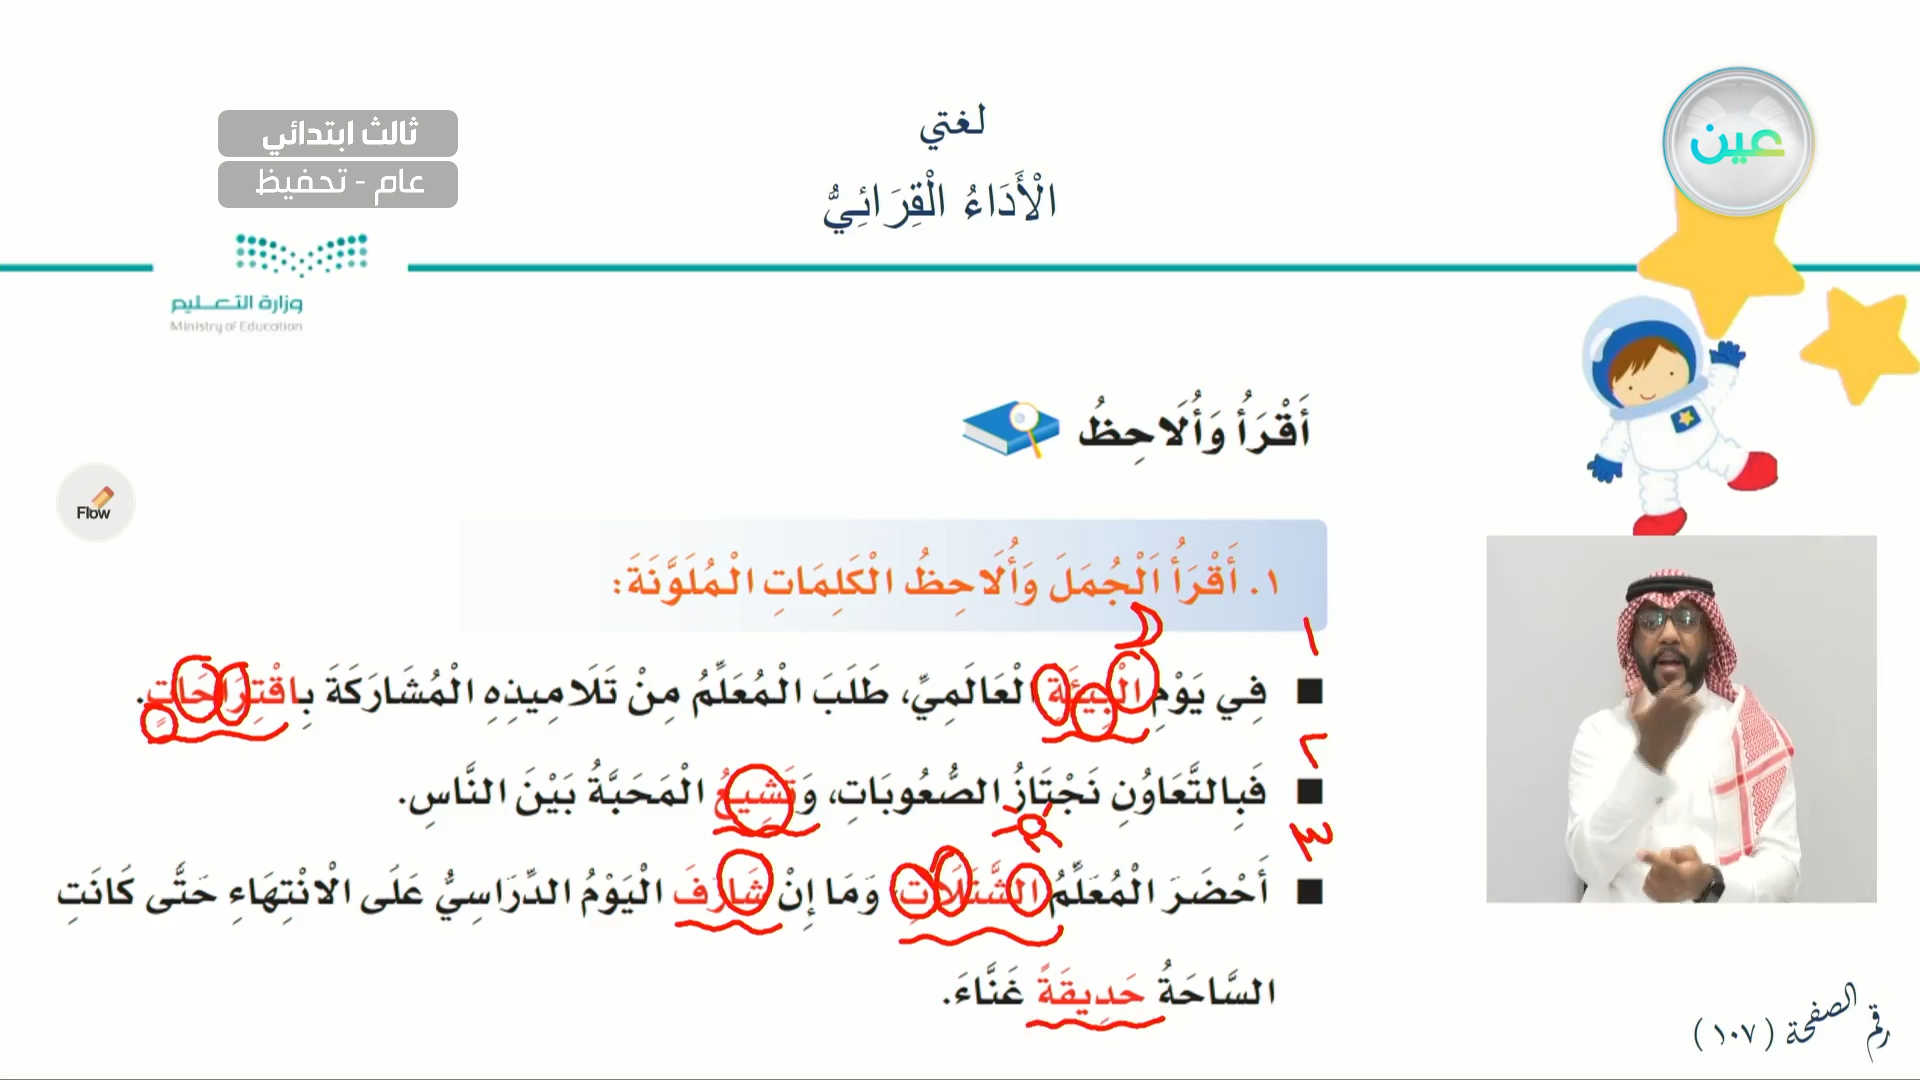 لغتي
الْأَدَاءُ الْقِرَائِيُّ
عين
ثالث ابتدائي
عام - تحفيظ
وزارة التعليم
Ministry of Education
أَقْرَأُ وَأُلَاحِظُ
Flow
١. أَقْرَأُ اَلْجُمَلَ وَأُلَاحِظُ الْكَلِمَاتِ الْمُلَوَّنَةَ:
١
■ فِي يَوْمِ الْبِيئَةِ الْعَالَمِيِّ، طَلَبَ الْمُعَلِّمُ مِنْ تَلَامِيذِهِ الْمُشَارَكَةَ بِاقْتِرَاحَاتٍ.
٢
■ فَبِالتَّعَاوُنِ نَجْتَازُ الصُّعُوبَاتِ، وَتَشِيعُ الْمَحَبَّةُ بَيْنَ النَّاسِ.
٣
■ أَحْضَرَ الْمُعَلِّمُ الشَّتَلَاتِ وَمَا إِنْ شَارَفَ الْيَوْمُ الدِّرَاسِيُّ عَلَى الْانْتِهَاءِ حَتَّى كَانَتِ
السَّاحَةُ حَدِيقَةً غَنَّاءَ.
رقم الصفحة (١٠٧)